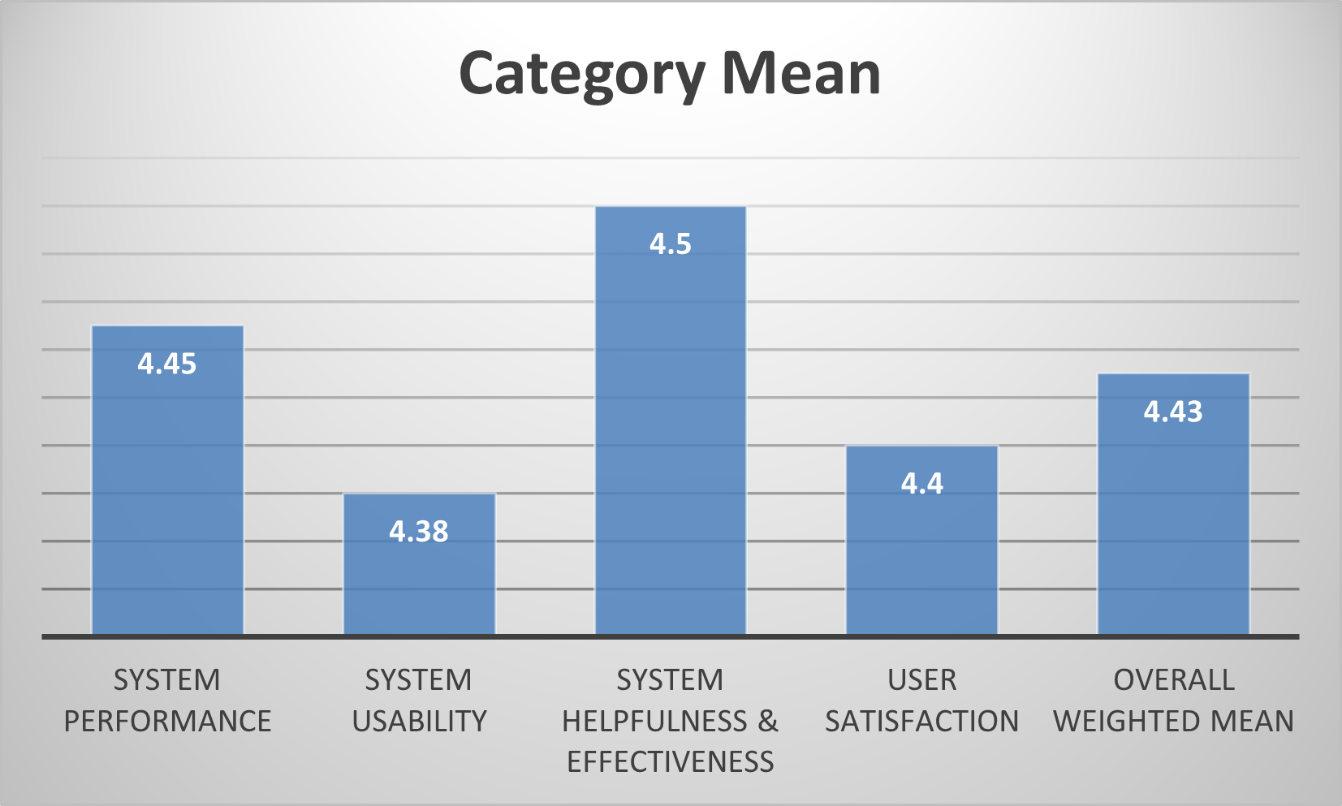 Category Mean
4.45
4.38
4.5
4.4
4.43
SYSTEM
PERFORMANCE
SYSTEM
USABILITY
SYSTEM
HELPFULNESS &
EFFECTIVENESS
USER
SATISFACTION
OVERALL
WEIGHTED MEAN